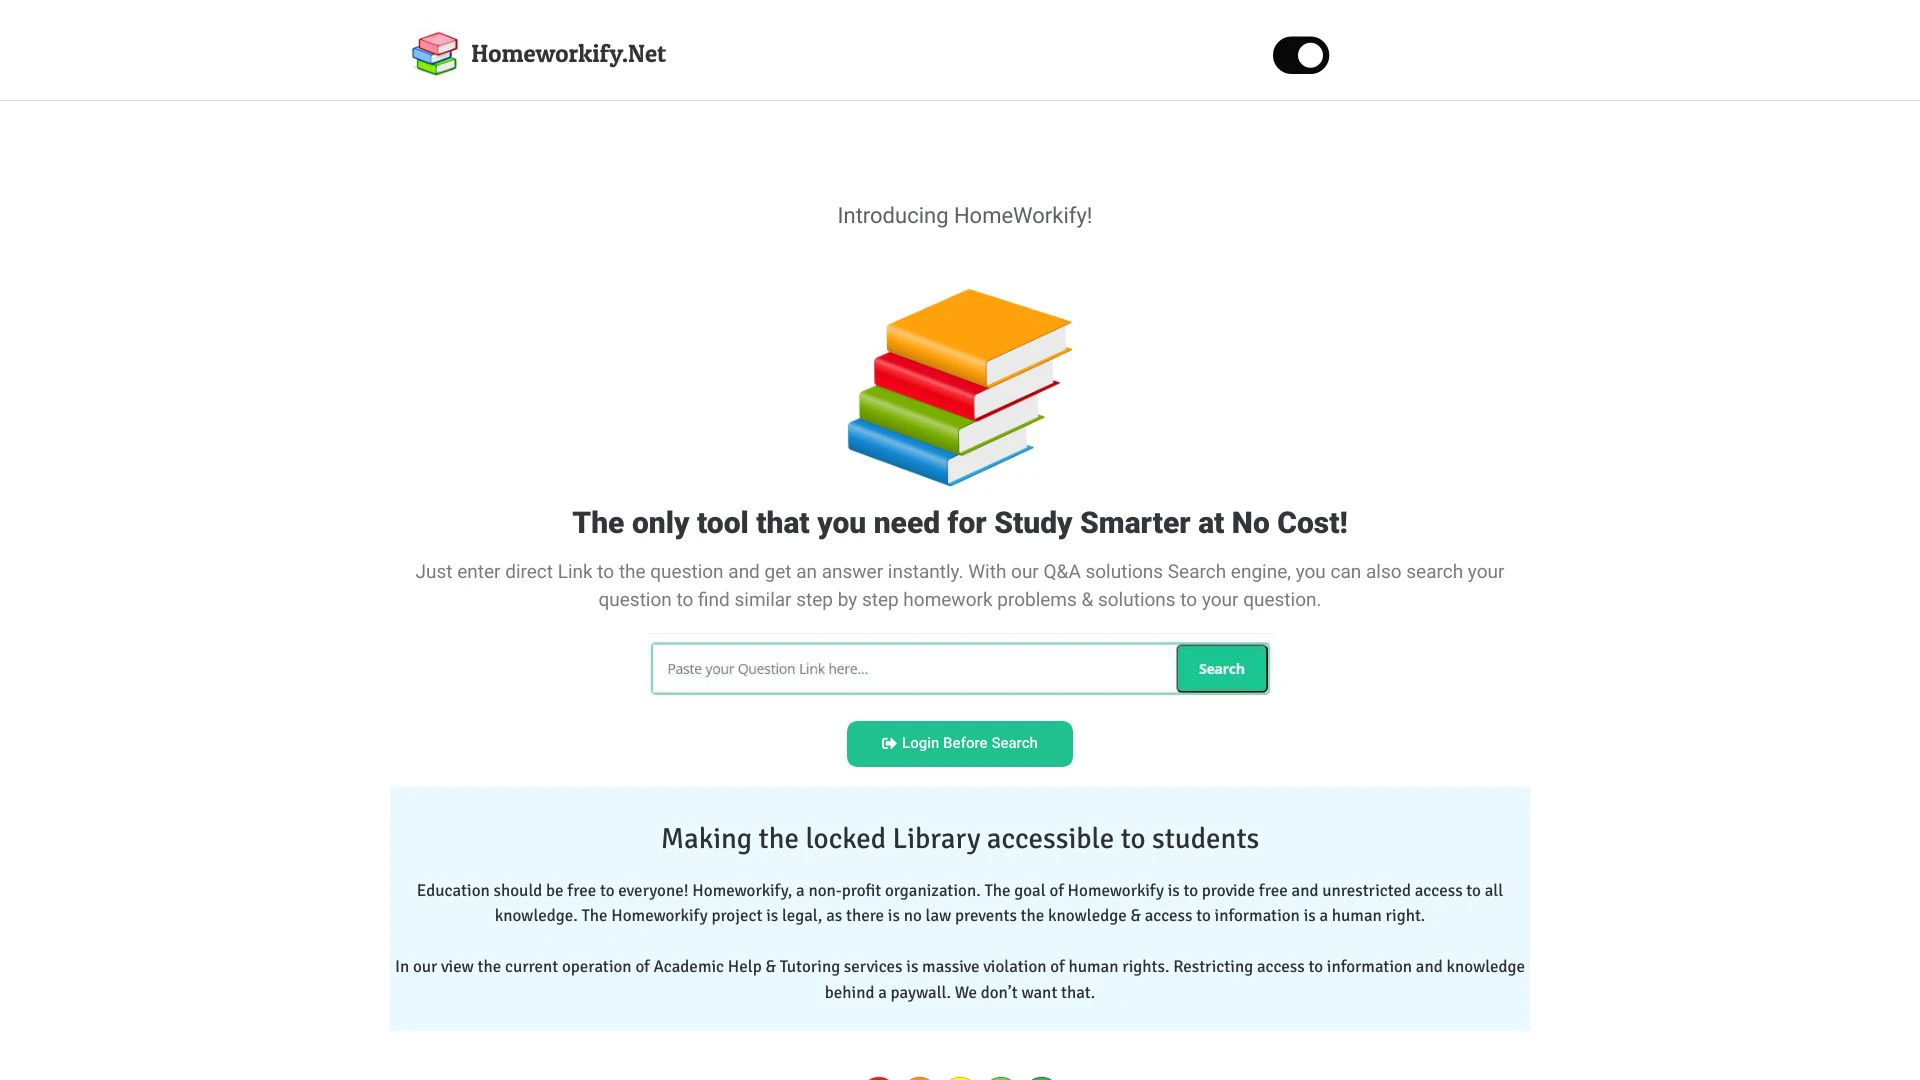 Homeworkify.Net
Introducing HomeWorkify!
The only tool that you need for Study Smarter at No Cost!
Just enter direct Link to the question and get an answer instantly. With our Q&A solutions Search engine, you can also search your
question to find similar step by step homework problems & solutions to your question.
Paste your Question Link here...
Search
Login Before Search
Making the locked Library accessible to students
Education should be free to everyone! Homeworkify, a non-profit organization. The goal of Homeworkify is to provide free and unrestricted access to all
knowledge. The Homeworkify project is legal, as there is no law prevents the knowledge & access to information is a human right.
In our view the current operation of Academic Help & Tutoring services is massive violation of human rights. Restricting access to information and knowledge
behind a paywall. We don’t want that.